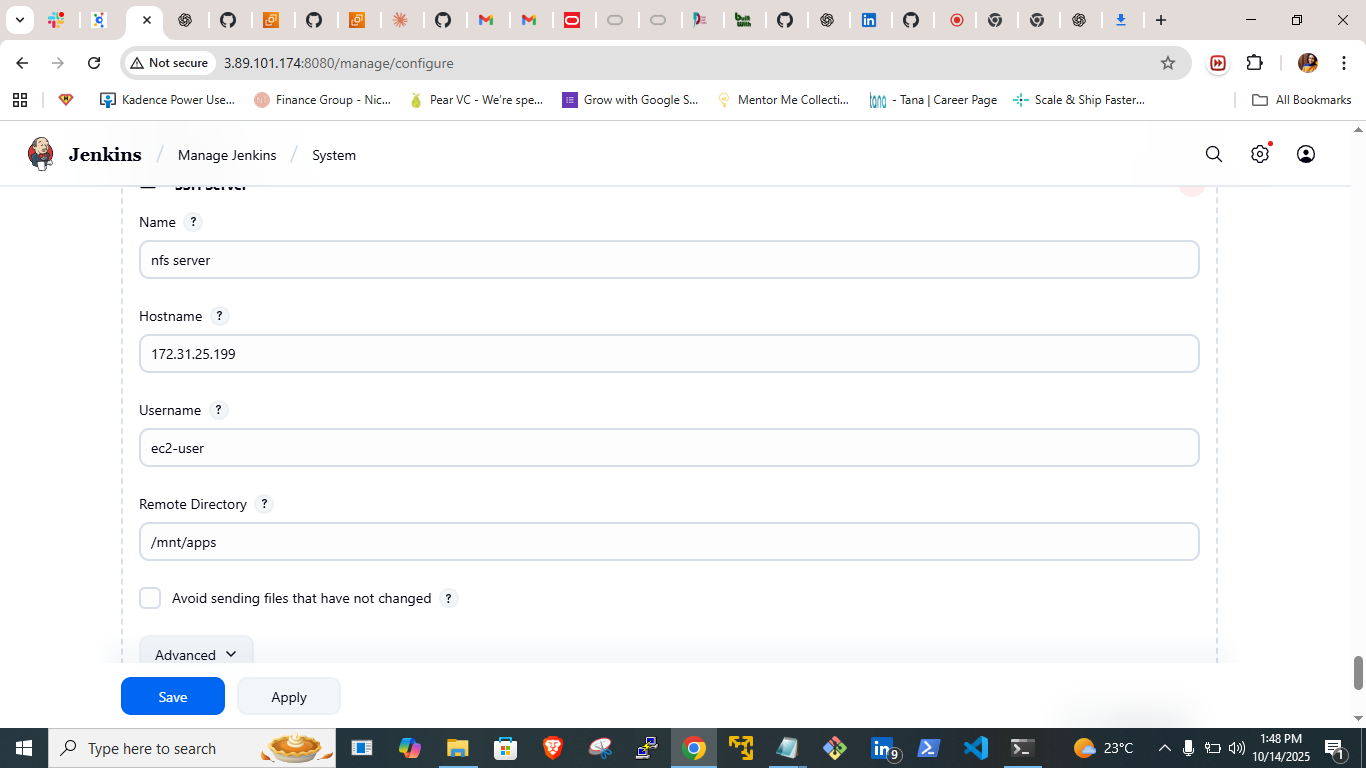 Not secure
3.89.101.174:8080/manage/configure
Kadence Power Use...
Finance Group - Nic...
Pear VC - We're spe...
Grow with Google S...
Mentor Me Collecti...
tana
- Tana | Career Page
Scale & Ship Faster...
All Bookmarks
Jenkins / Manage Jenkins / System
SSH Server
Name ?
nfs server
Hostname ?
172.31.25.199
Username ?
ec2-user
Remote Directory ?
/mnt/apps
Avoid sending files that have not changed ?
Advanced
Save
Apply
Type here to search
9
23°C
1:48 PM
10/14/2025
1